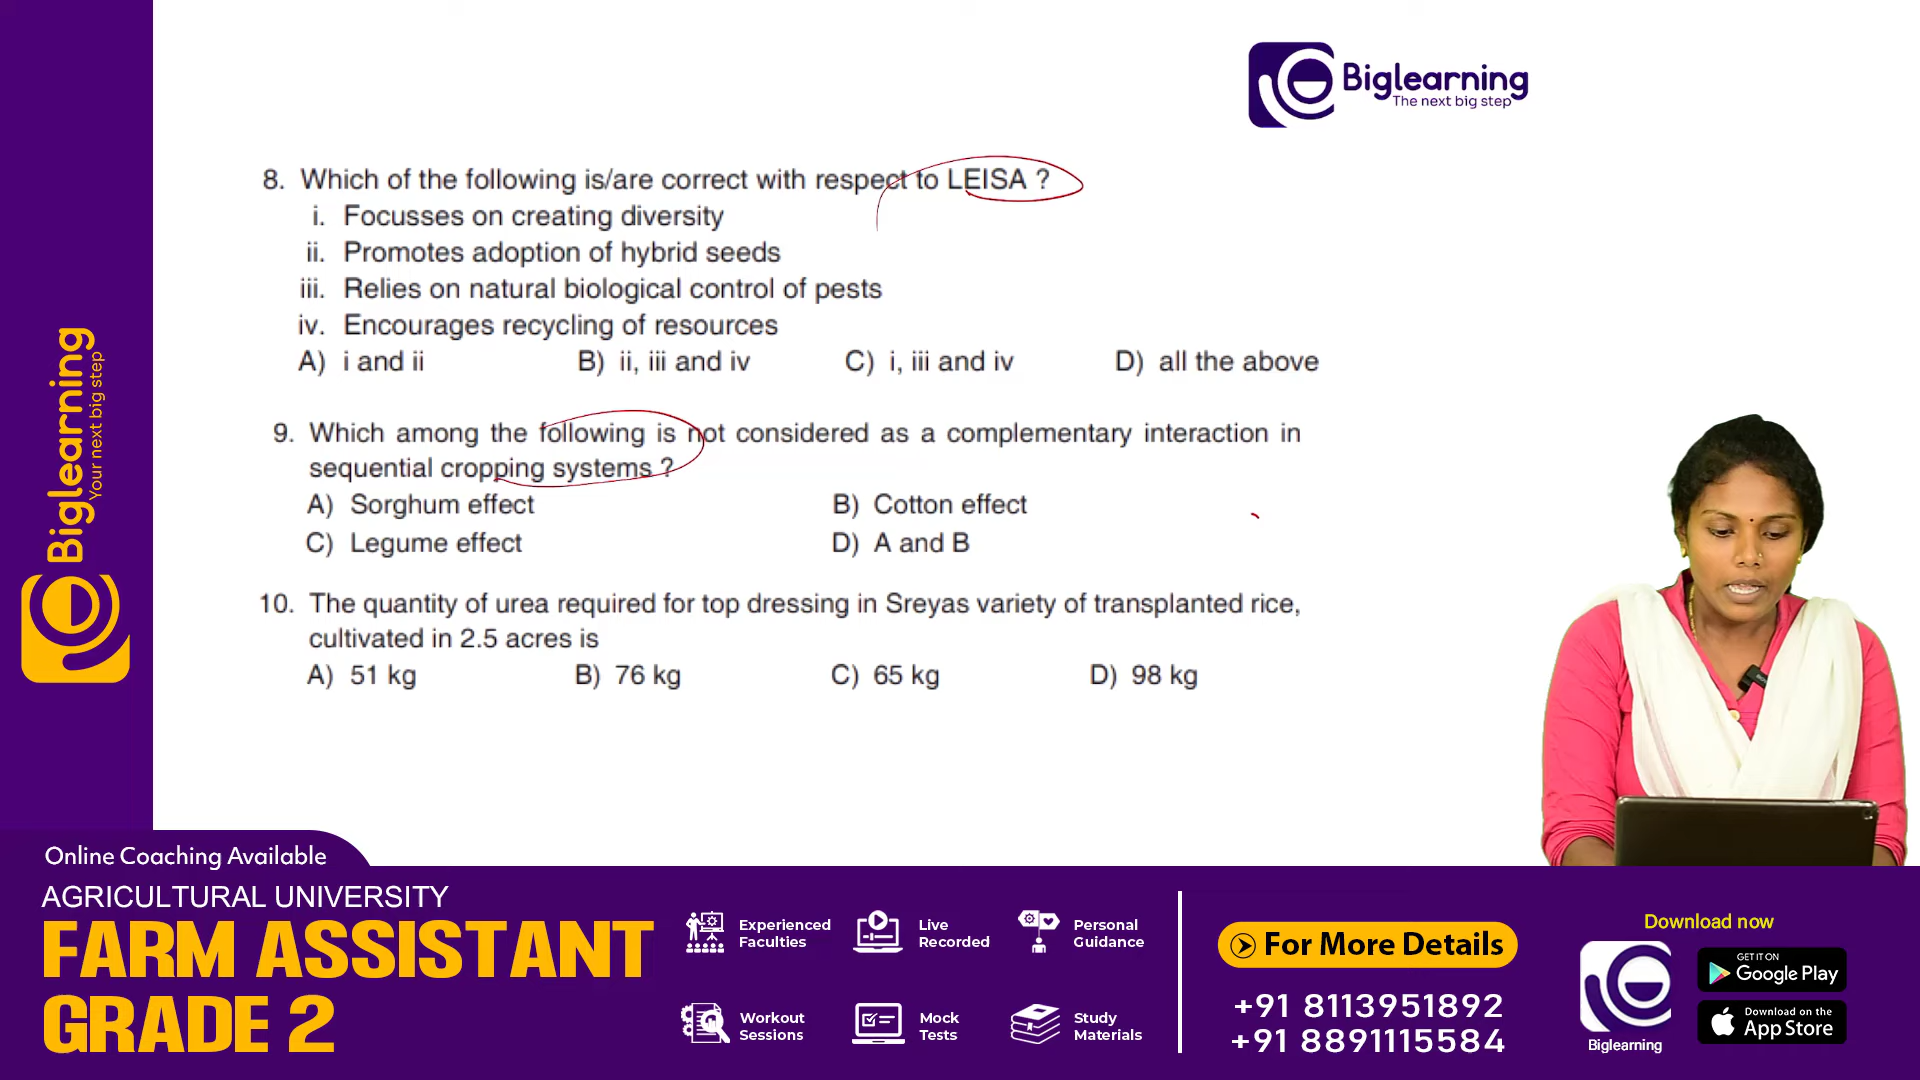 Biglearning
The next big step
8. Which of the following is/are correct with respect to LEISA ?
i. Focusses on creating diversity
ii. Promotes adoption of hybrid seeds
iii. Relies on natural biological control of pests
iv. Encourages recycling of resources
A) i and ii B) ii, iii and iv C) i, iii and iv D) all the above
9. Which among the following is not considered as a complementary interaction in
sequential cropping systems ?
A) Sorghum effect B) Cotton effect
C) Legume effect D) A and B
10. The quantity of urea required for top dressing in Sreyas variety of transplanted rice,
cultivated in 2.5 acres is
A) 51 kg B) 76 kg C) 65 kg D) 98 kg
Biglearning
Your next big step
Online Coaching Available
AGRICULTURAL UNIVERSITY
FARM ASSISTANT
GRADE 2
Experienced
Faculties
Live
Recorded
Personal
Guidance
Workout
Sessions
Mock
Tests
Study
Materials
For More Details
+91 8113951892
+91 8891115584
Download now
Biglearning
GET IT ON
Google Play
Download on the
App Store